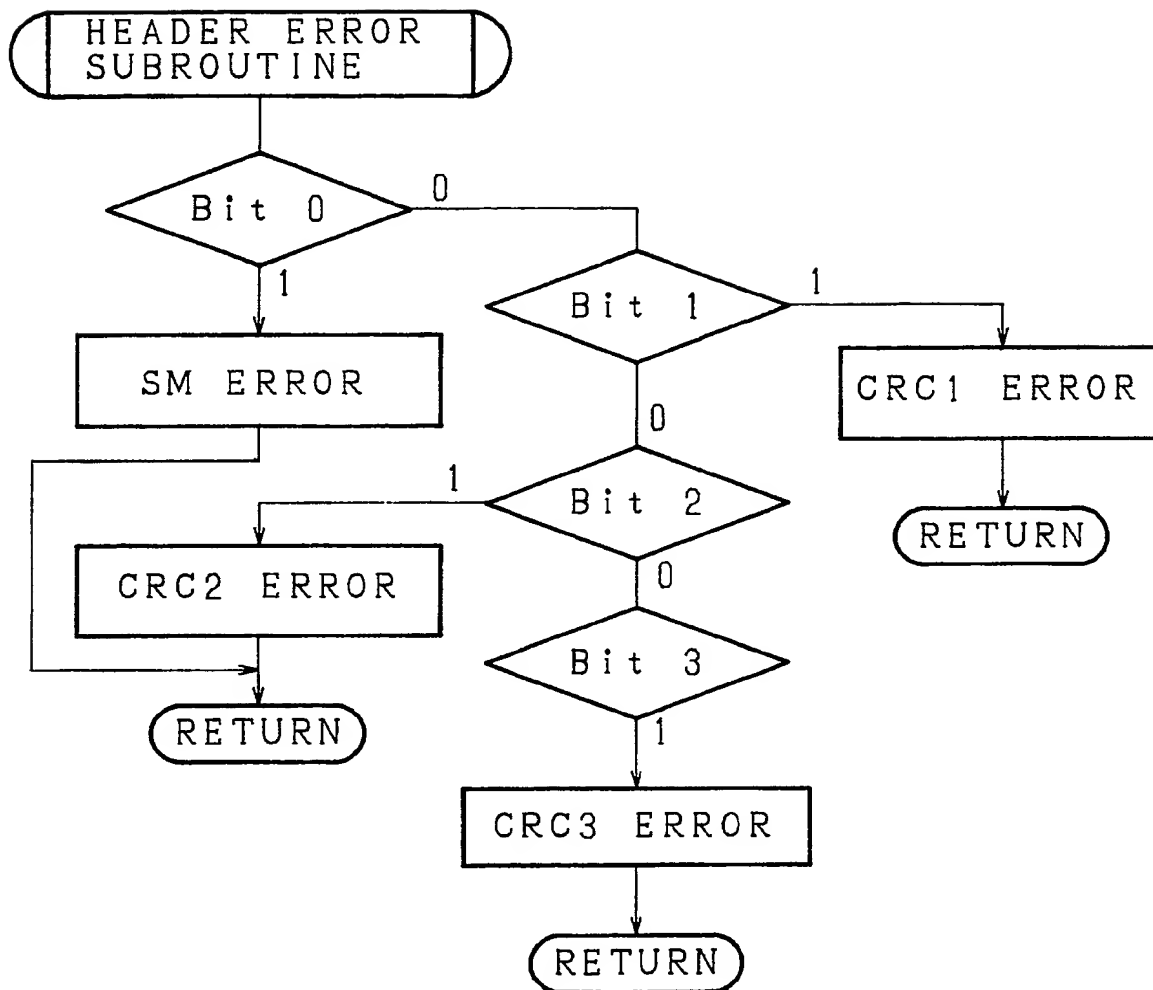 HEADER ERROR
SUBROUTINE
Bit 0
0
1
Bit 1
1
SM ERROR
CRC1 ERROR
0
1
Bit 2
RETURN
CRC2 ERROR
0
Bit 3
RETURN
1
CRC3 ERROR
RETURN